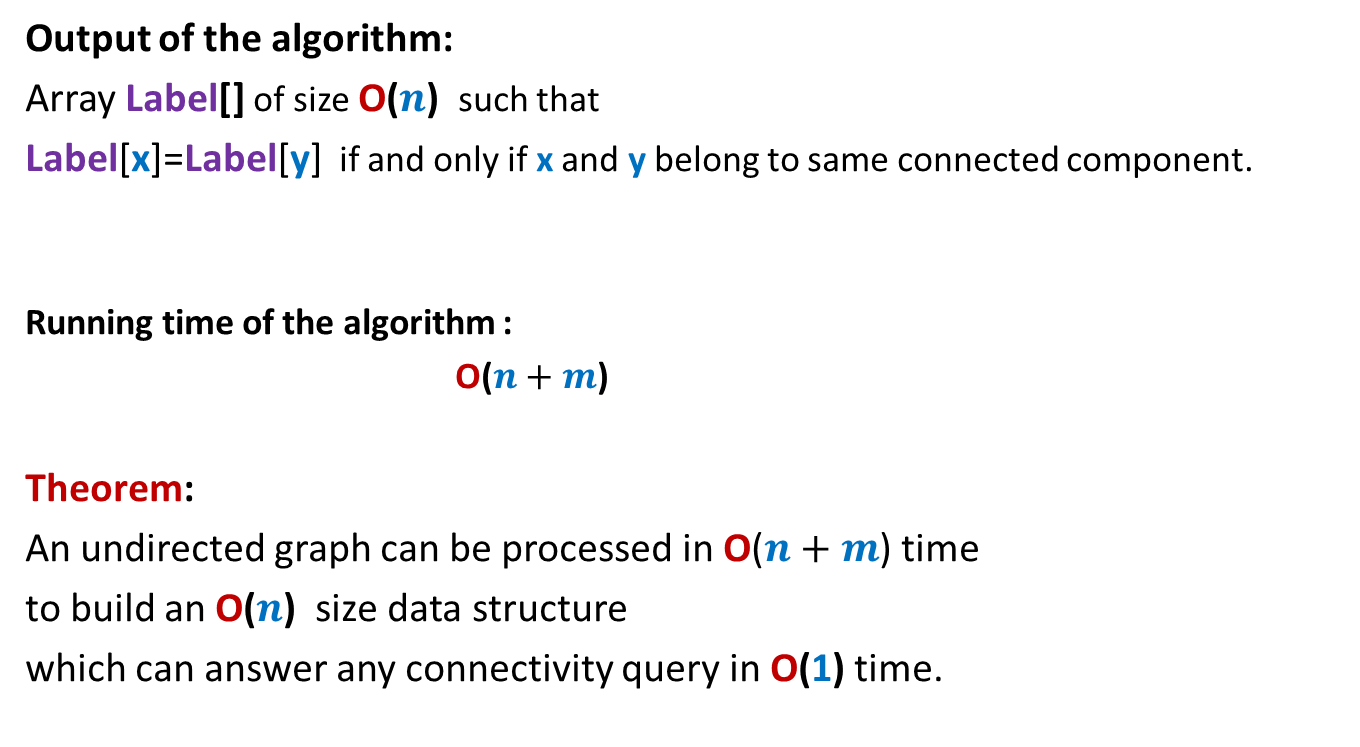 Output of the algorithm:
Array Label[] of size O(n) such that
Label[x]=Label[y] if and only if x and y belong to same connected component.
Running time of the algorithm :
O(n + m)
Theorem:
An undirected graph can be processed in O(n + m) time
to build an O(n) size data structure
which can answer any connectivity query in O(1) time.